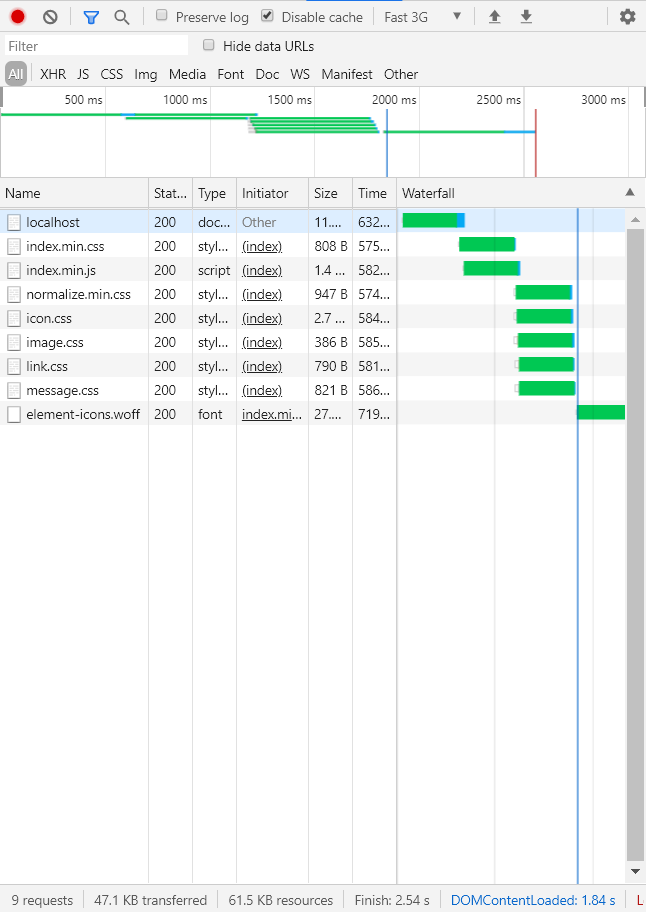 Preserve log Disable cache Fast 3G
Filter Hide data URLs
All XHR JS CSS Img Media Font Doc WS Manifest Other
500 ms 1000 ms 1500 ms 2000 ms 2500 ms 3000 ms
Name Stat... Type Initiator Size Time Waterfall
localhost 200 doc... Other 11.... 632...
index.min.css 200 styl... (index) 808 B 575...
index.min.js 200 script (index) 1.4 ... 582...
normalize.min.css 200 styl... (index) 947 B 574...
icon.css 200 styl... (index) 2.7 ... 584...
image.css 200 styl... (index) 386 B 585...
link.css 200 styl... (index) 790 B 581...
message.css 200 styl... (index) 821 B 586...
element-icons.woff 200 font index.mi... 27.... 719...
9 requests 47.1 KB transferred 61.5 KB resources Finish: 2.54 s DOMContentLoaded: 1.84 s L